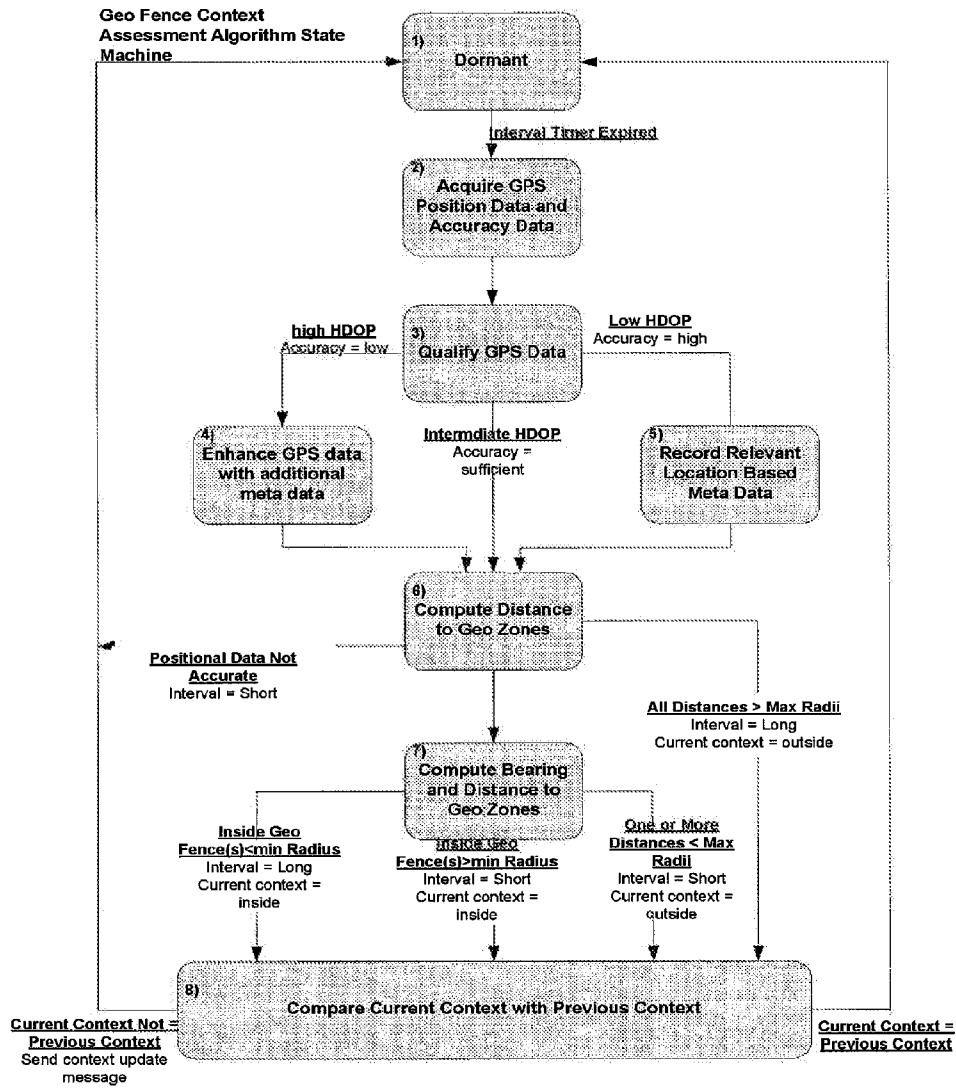 Geo Fence Context
Assessment Algorithm State
Machine
1)
Dormant
Interval Timer Expired
2)
Acquire GPS
Position Data and
Accuracy Data
high HDOP
Accuracy = low
3)
Qualify GPS Data
Low HDOP
Accuracy = high
4)
Enhance GPS data
with additional
meta data
Intermdiate HDOP
Accuracy =
sufficient
5)
Record Relevant
Location Based
Meta Data
6)
Compute Distance
to Geo Zones
Positional Data Not
Accurate
Interval = Short
All Distances > Max Radii
Interval = Long
Current context = outside
7)
Compute Bearing
and Distance to
Geo Zones
Inside Geo
Fence(s)<min Radius
Interval = Long
Current context =
inside
Inside Geo
Fence(s)>min Radius
Interval = Short
Current context =
inside
One or More
Distances < Max
Radii
Interval = Short
Current context =
outside
8)
Compare Current Context with Previous Context
Current Context Not =
Previous Context
Send context update
message
Current Context =
Previous Context